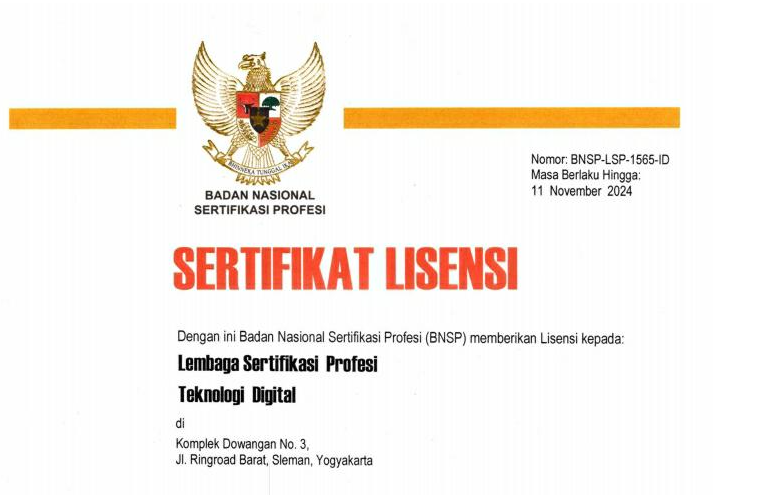 BHINNEKA TUNGGAL IKA
BADAN NASIONAL
SERTIFIKASI PROFESI
Nomor: BNSP-LSP-1565-ID
Masa Berlaku Hingga:
11 November 2024
SERTIFIKAT LISENSI
Dengan ini Badan Nasional Sertifikasi Profesi (BNSP) memberikan Lisensi kepada:
Lembaga Sertifikasi Profesi
Teknologi Digital
di
Komplek Dowangan No. 3,
Jl. Ringroad Barat, Sleman, Yogyakarta